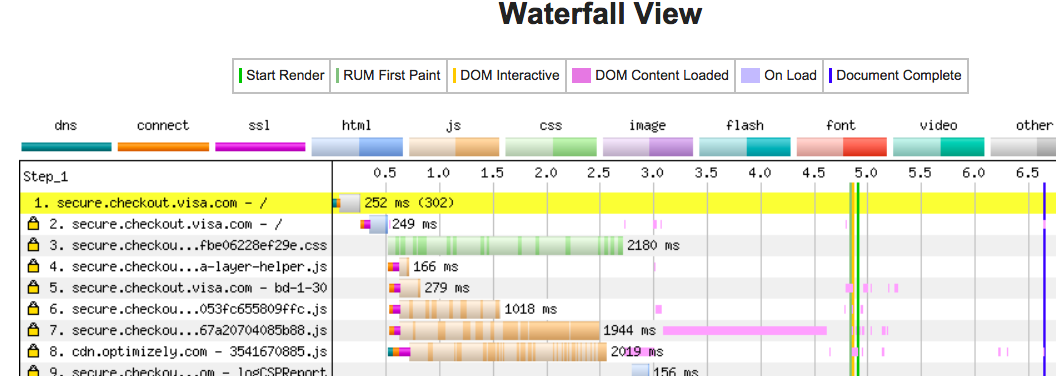 Waterfall View
Start Render RUM First Paint DOM Interactive DOM Content Loaded On Load Document Complete
dns connect ssl html js css image flash font video other
Step_1 0.5 1.0 1.5 2.0 2.5 3.0 3.5 4.0 4.5 5.0 5.5 6.0 6.5
1. secure.checkout.visa.com - / 252 ms (302)
2. secure.checkout.visa.com - / 249 ms
3. secure.checkou...fbe06228ef29e.css 2180 ms
4. secure.checkou...a-layer-helper.js 166 ms
5. secure.checkout.visa.com - bd-1-30 279 ms
6. secure.checkou...053fc655809ffc.js 1018 ms
7. secure.checkou...67a20704085b88.js 1944 ms
8. cdn.optimizely.com - 3541670885.js 2019 ms
9. secure.checkou...om - logCSPReport 156 ms